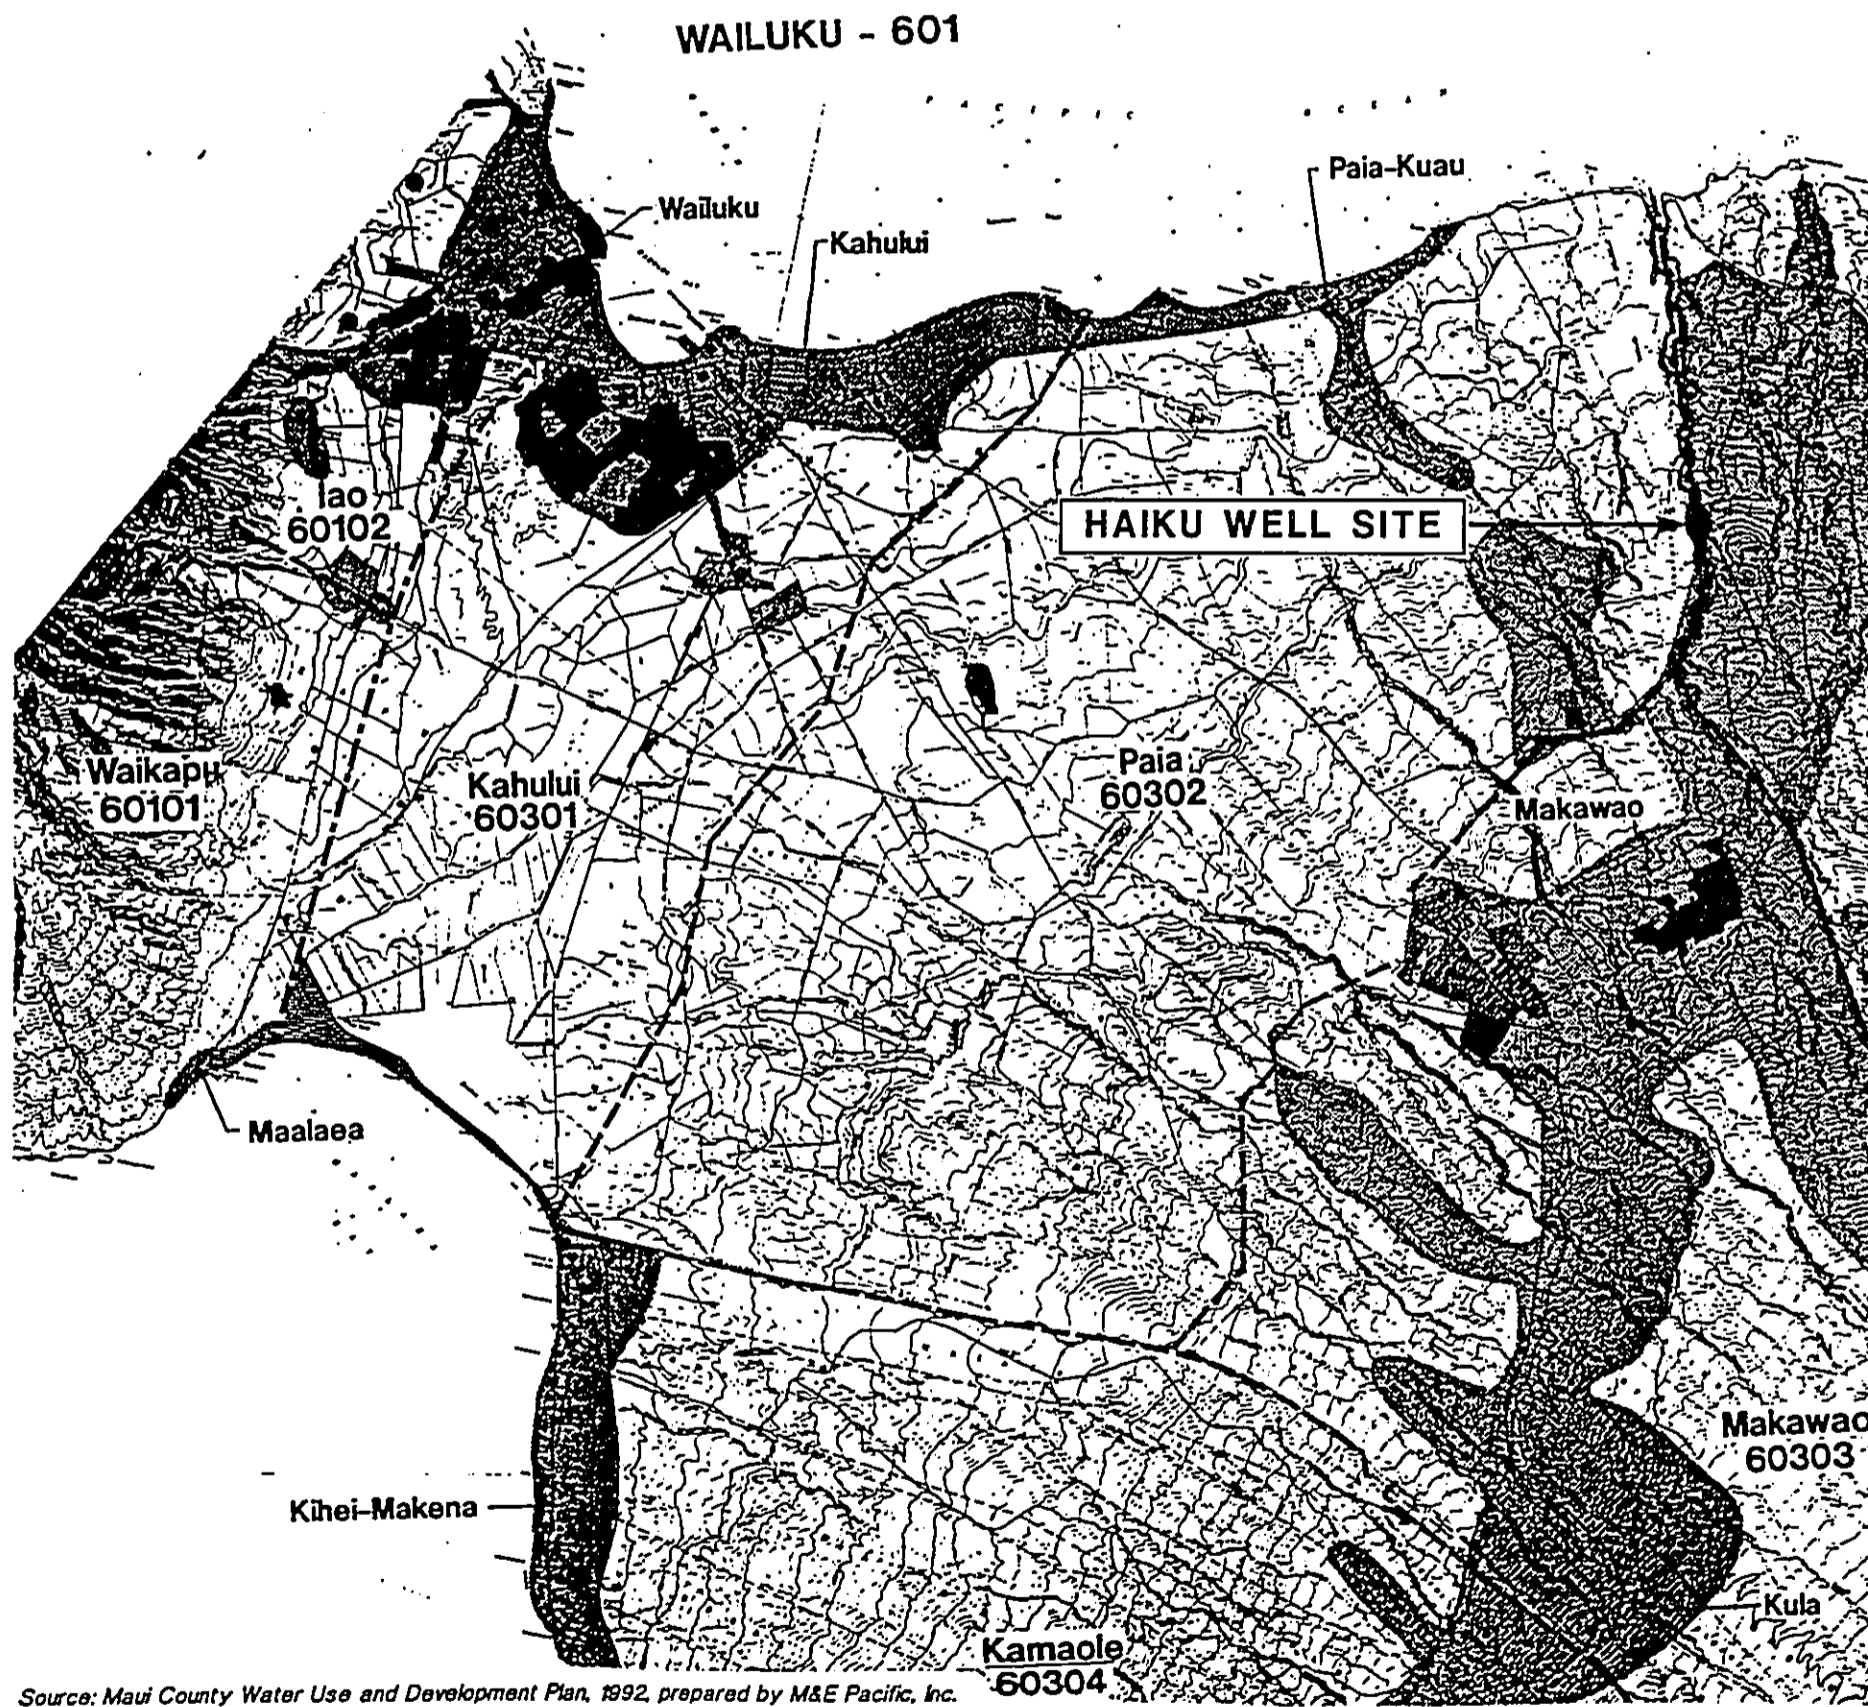 WAILUKU - 601
PACIFIC OCEAN
Paia-Kuau
Wailuku
Kahului
Iao
60102
HAIKU WELL SITE
Waikapu
60101
Kahului
60301
Paia
60302
Makawao
Maalaea
Makawao
60303
Kihei-Makena
Kula
Kamaole
60304
Source: Maui County Water Use and Development Plan, 1992, prepared by M&E Pacific, Inc.